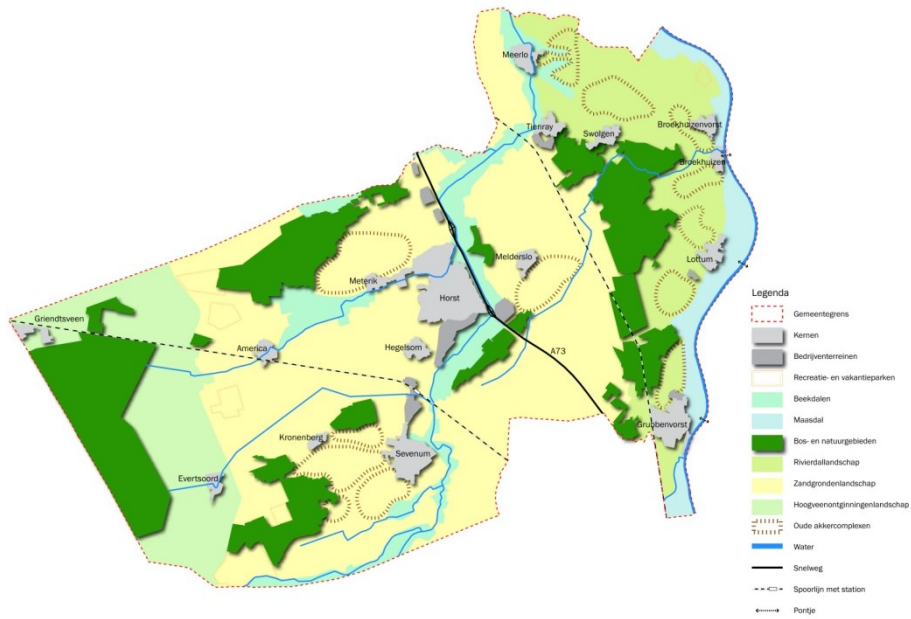 Meerlo
Tienray
Swolgen
Broekhuizenvorst
Broekhuizen
Melderslo
Lottum
Meterik
Horst
Griendtsveen
America
Hegelsom
A73
Grubbenvorst
Kronenberg
Sevenum
Evertsoord
Legenda
Gemeentegrens
Kernen
Bedrijventerreinen
Recreatie- en vakantieparken
Beekdalen
Maasdal
Bos- en natuurgebieden
Rivierdallandschap
Zandgrondenlandschap
Hoogveenontginningenlandschap
Oude akkercomplexen
Water
Snelweg
Spoorlijn met station
Pontje